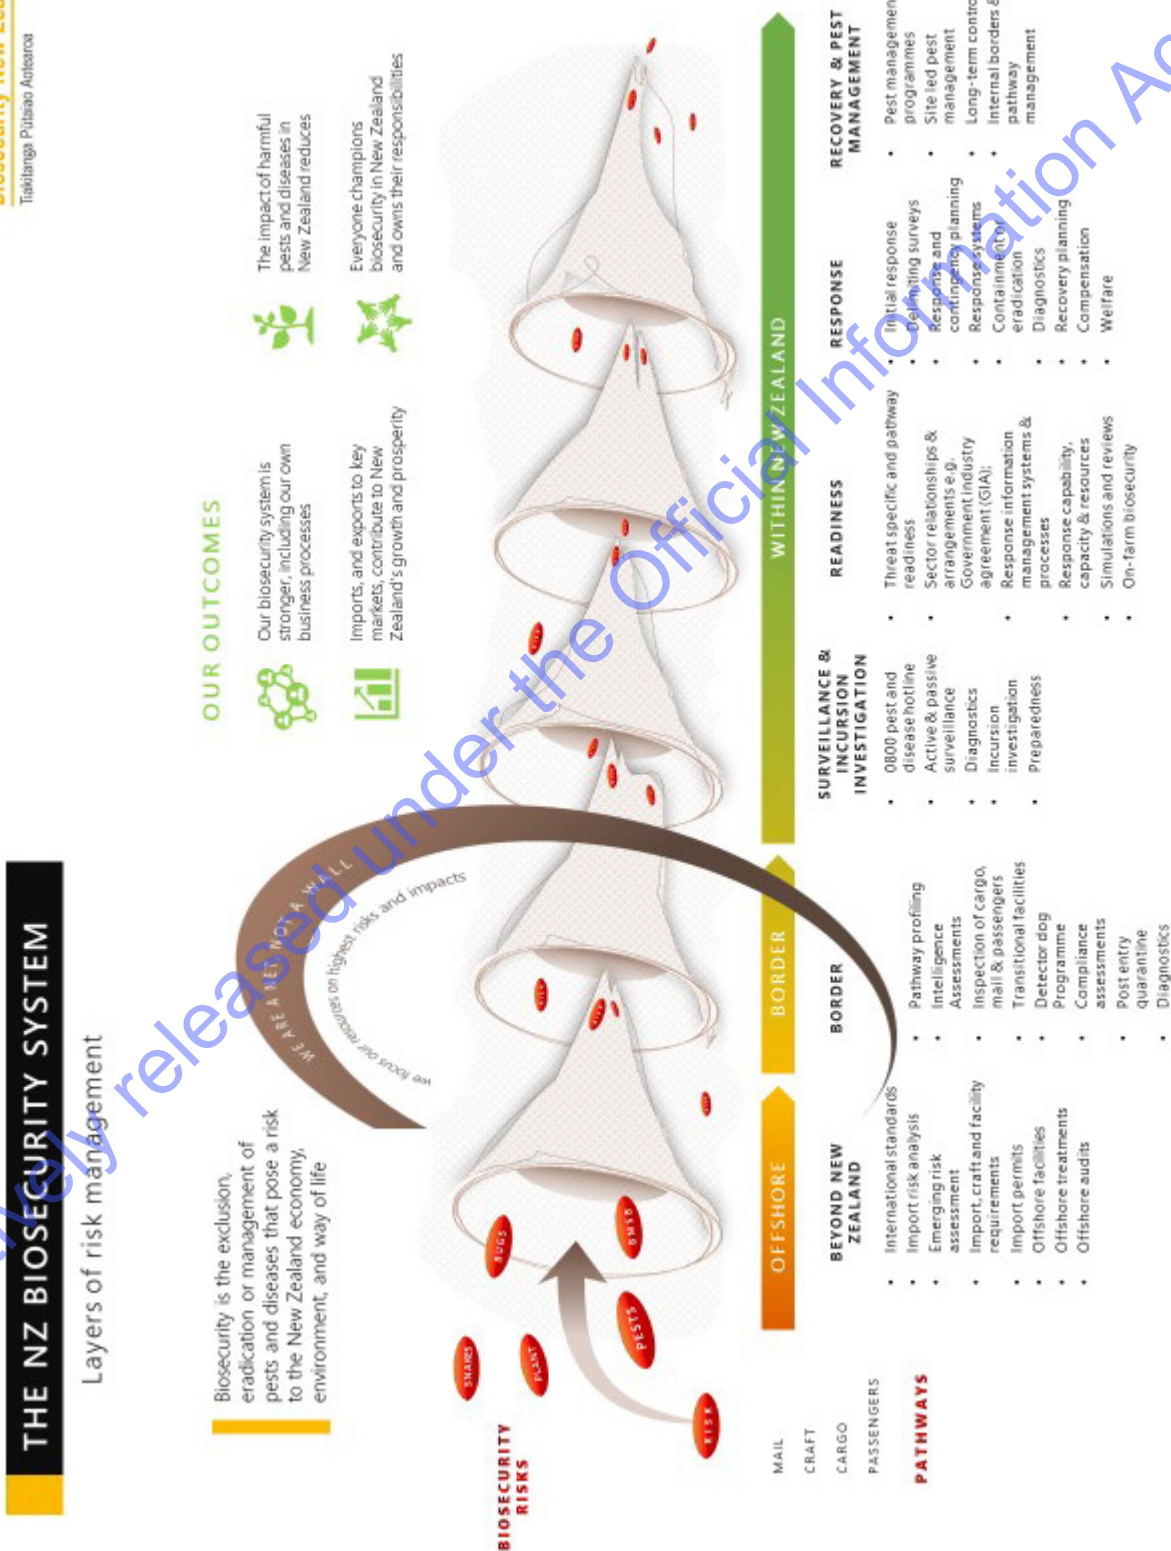 THE NZ BIOSECURITY SYSTEM
Layers of risk management
Tiakitanga Pūtaiao Aotearoa
Biosecurity is the exclusion,
eradication or management of
pests and diseases that pose a risk
to the New Zealand economy,
environment, and way of life
OUR OUTCOMES
Our biosecurity system is
stronger, including our own
business processes
The impact of harmful
pests and diseases in
New Zealand reduces
Imports, and exports to key
markets, contribute to New
Zealand's growth and prosperity
Everyone champions
biosecurity in New Zealand
and owns their responsibilities
WE ARE A NET NOT A WALL
we focus our resources on highest risks and impacts
BIOSECURITY
RISKS
SNAKES
PLANT
BUGS
PESTS
BMSB
RISK
MAIL
CRAFT
CARGO
PASSENGERS
PATHWAYS
OFFSHORE
BORDER
WITHIN NEW ZEALAND
BEYOND NEW
ZEALAND
• International standards
• Import risk analysis
• Emerging risk
assessment
• Import, craft and facility
requirements
• Import permits
• Offshore facilities
• Offshore treatments
• Offshore audits
BORDER
• Pathway profiling
• Intelligence
Assessments
• Inspection of cargo,
mail & passengers
• Transitional facilities
• Detector dog
Programme
• Compliance
assessments
• Post entry
quarantine
• Diagnostics
SURVEILLANCE &
INCURSION
INVESTIGATION
• 0800 pest and
disease hotline
• Active & passive
surveillance
• Diagnostics
• Incursion
investigation
• Preparedness
READINESS
• Threat specific and pathway
readiness
• Sector relationships &
arrangements e.g.
Government industry
agreement (GIA);
• Response information
management systems &
processes
• Response capability,
capacity & resources
• Simulations and reviews
• On-farm biosecurity
RESPONSE
• Initial response
• Delimiting surveys
• Response and
contingency planning
• Response systems
• Containment or
eradication
• Diagnostics
• Recovery planning
• Compensation
• Welfare
RECOVERY & PEST
MANAGEMENT
• Pest managemen
programmes
• Site led pest
management
• Long-term contro
• Internal borders &
pathway
management
ively released under the Official Information Ac